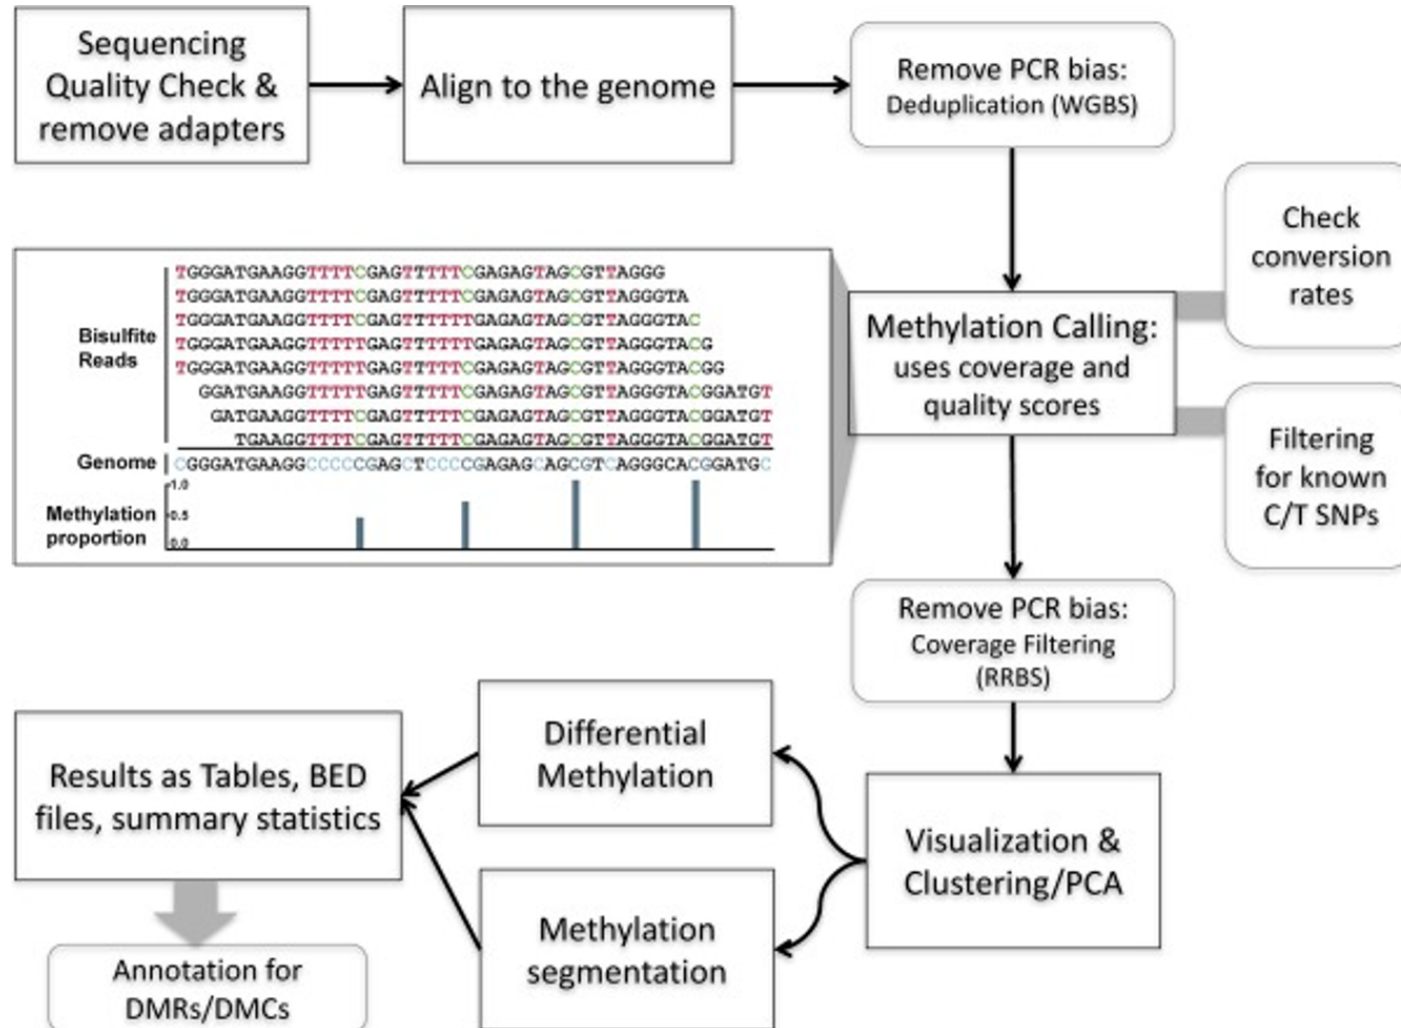 Sequencing
Quality Check &
remove adapters
Align to the genome
Remove PCR bias:
Deduplication (WGBS)
Check
conversion
rates
Methylation Calling:
uses coverage and
quality scores
Filtering
for known
C/T SNPs
Bisulfite
Reads
TGGGATGAAGGTTTTCGAGTTTTTCGAGAGTAGCGTTAGGG
TGGGATGAAGGTTTTCGAGTTTTTCGAGAGTAGCGTTAGGGTA
TGGGATGAAGGTTTTCGAGTTTTTTGAGAGTAGCGTTAGGGTAC
TGGGATGAAGGTTTTTGAGTTTTTTGAGAGTAGCGTTAGGGTACG
TGGGATGAAGGTTTTTGAGTTTTTCGAGAGTAGCGTTAGGGTACGG
GGATGAAGGTTTTTGAGTTTTTCGAGAGTAGCGTTAGGGTACGGATGT
GATGAAGGTTTTCGAGTTTTTCGAGAGTAGCGTTAGGGTACGGATGT
TGAAGGTTTTCGAGTTTTTCGAGAGTAGCGTTAGGGTACGGATGT
Genome
CGGGATGAAGGCCCCCGAGCTCCCCGAGAGCAGCGTCAGGGCACGGATGC
Methylation
proportion
1.0
0.5
0.0
Remove PCR bias:
Coverage Filtering
(RRBS)
Visualization &
Clustering/PCA
Differential
Methylation
Methylation
segmentation
Results as Tables, BED
files, summary statistics
Annotation for
DMRs/DMCs